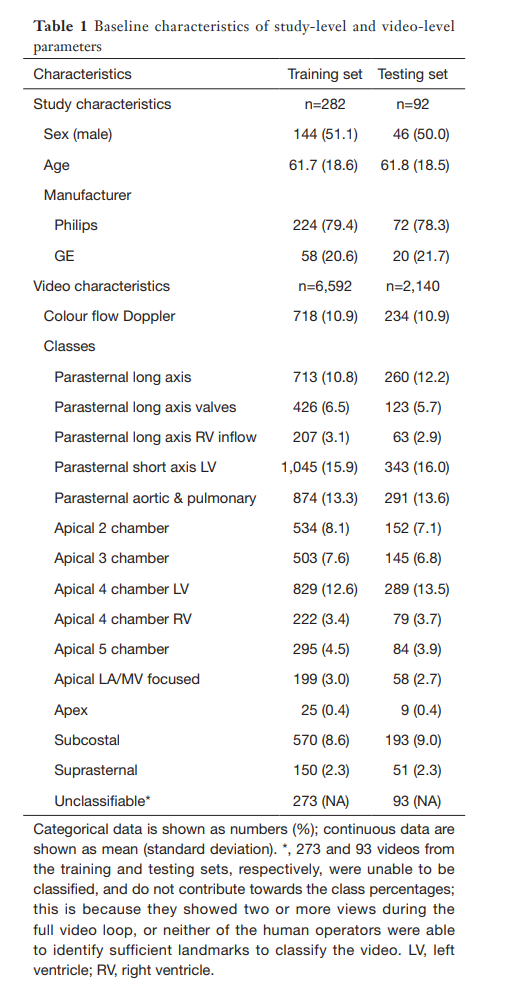 Table 1 Baseline characteristics of study-level and video-level
parameters
Characteristics Training set Testing set
Study characteristics n=282 n=92
Sex (male) 144 (51.1) 46 (50.0)
Age 61.7 (18.6) 61.8 (18.5)
Manufacturer
Philips 224 (79.4) 72 (78.3)
GE 58 (20.6) 20 (21.7)
Video characteristics n=6,592 n=2,140
Colour flow Doppler 718 (10.9) 234 (10.9)
Classes
Parasternal long axis 713 (10.8) 260 (12.2)
Parasternal long axis valves 426 (6.5) 123 (5.7)
Parasternal long axis RV inflow 207 (3.1) 63 (2.9)
Parasternal short axis LV 1,045 (15.9) 343 (16.0)
Parasternal aortic & pulmonary 874 (13.3) 291 (13.6)
Apical 2 chamber 534 (8.1) 152 (7.1)
Apical 3 chamber 503 (7.6) 145 (6.8)
Apical 4 chamber LV 829 (12.6) 289 (13.5)
Apical 4 chamber RV 222 (3.4) 79 (3.7)
Apical 5 chamber 295 (4.5) 84 (3.9)
Apical LA/MV focused 199 (3.0) 58 (2.7)
Apex 25 (0.4) 9 (0.4)
Subcostal 570 (8.6) 193 (9.0)
Suprasternal 150 (2.3) 51 (2.3)
Unclassifiable* 273 (NA) 93 (NA)
Categorical data is shown as numbers (%); continuous data are
shown as mean (standard deviation). *, 273 and 93 videos from
the training and testing sets, respectively, were unable to be
classified, and do not contribute towards the class percentages;
this is because they showed two or more views during the
full video loop, or neither of the human operators were able
to identify sufficient landmarks to classify the video. LV, left
ventricle; RV, right ventricle.